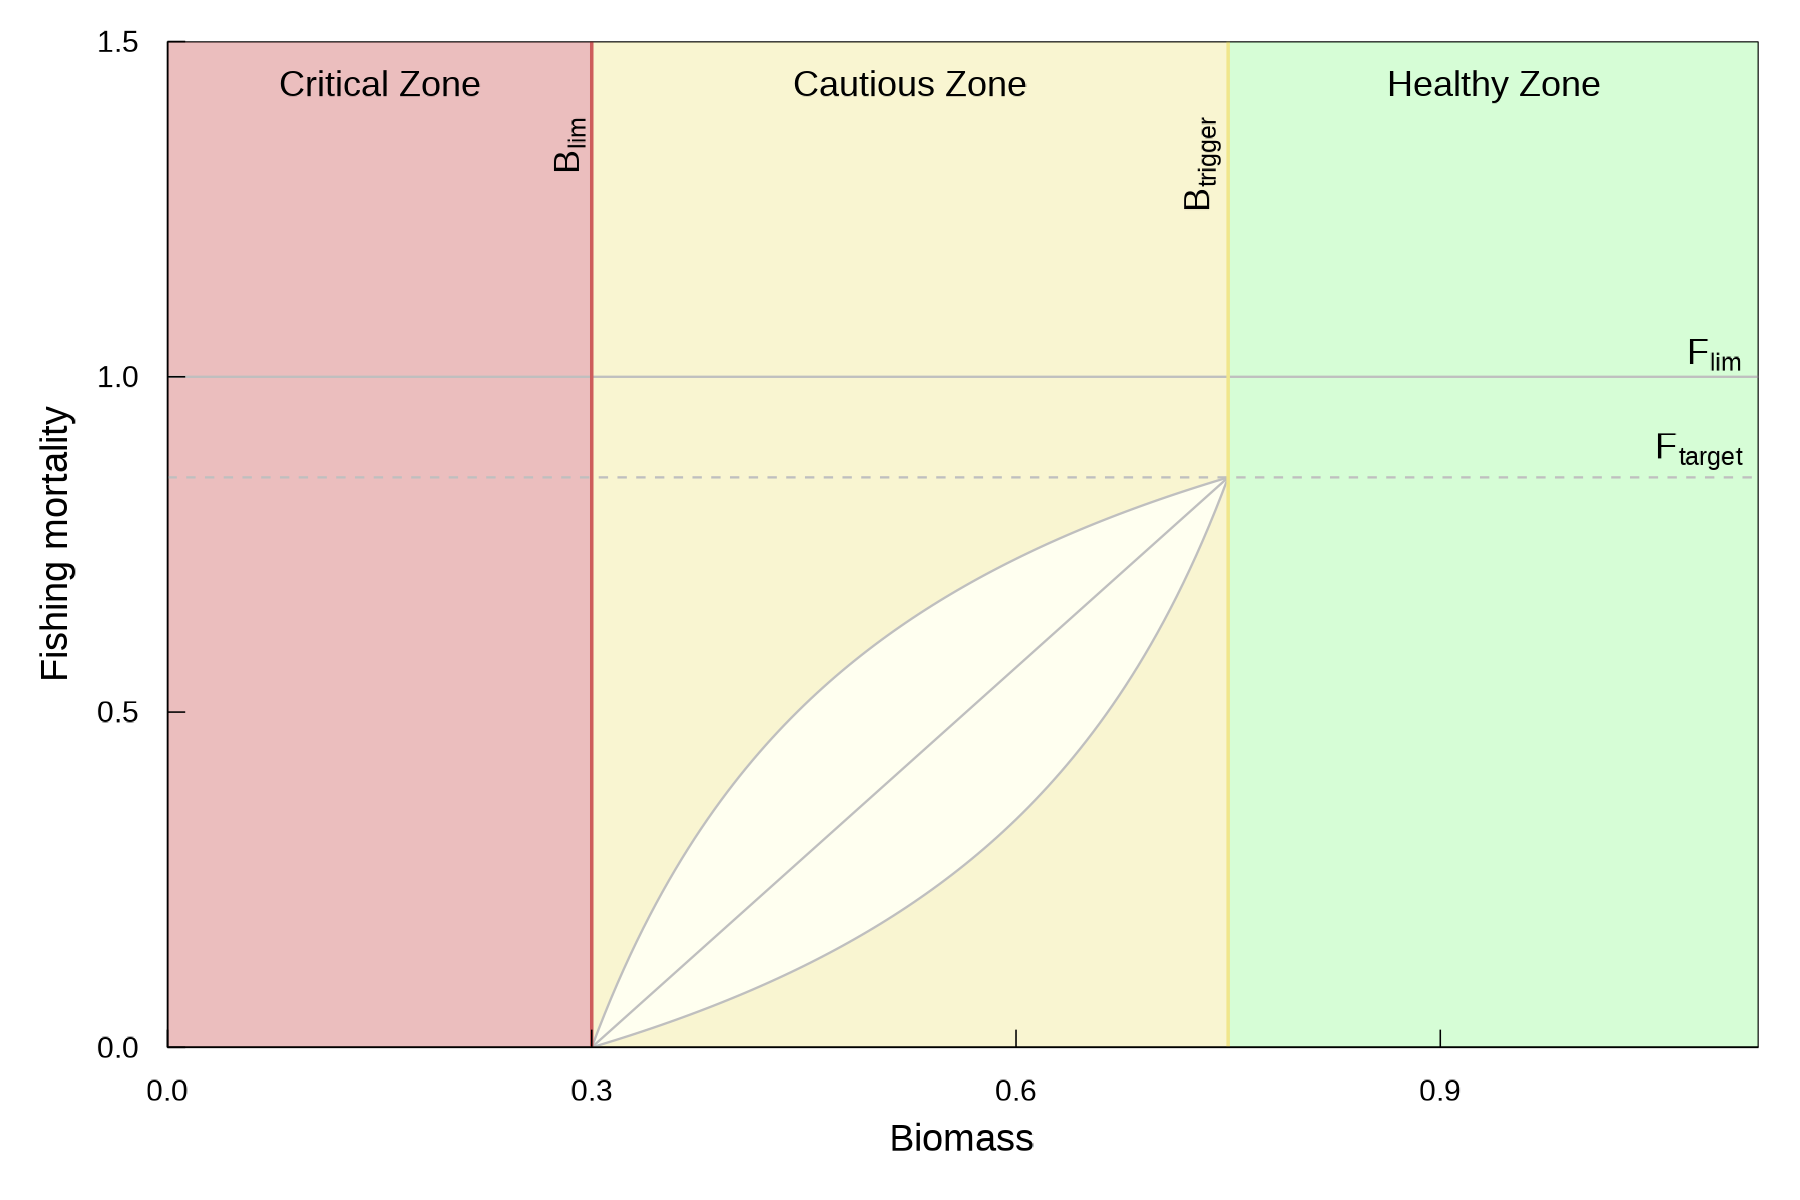 1.5
Critical Zone
Cautious Zone
Healthy Zone
Blim
Btrigger
Flim
1.0
Ftarget
Fishing mortality
0.5
0.0
0.0
0.3
0.6
0.9
Biomass